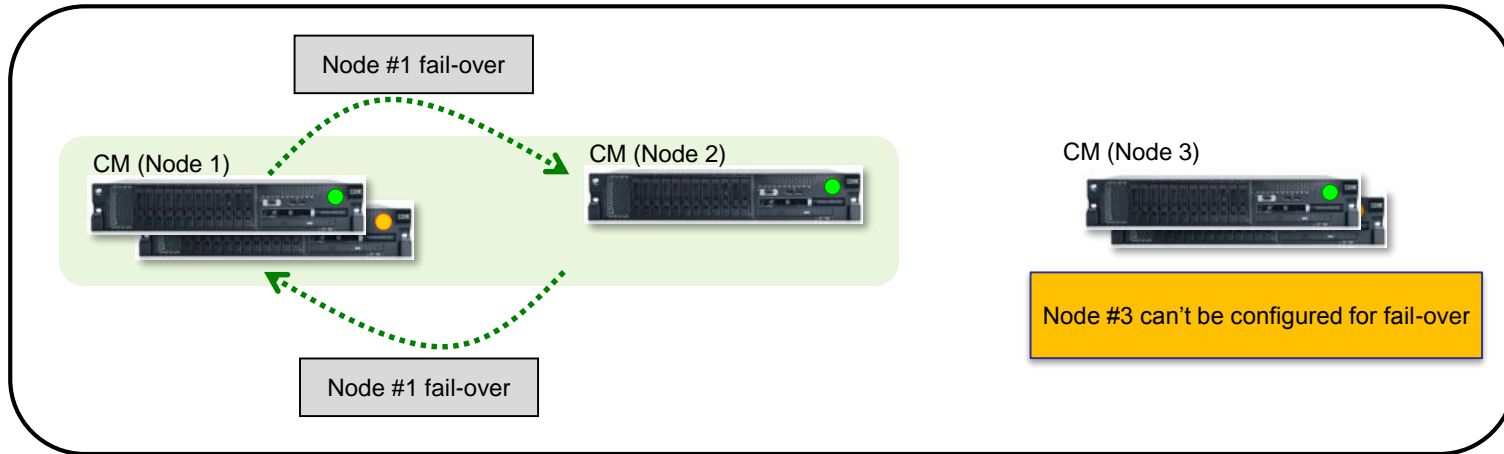 Node #1 fail-over
CM (Node 1)
CM (Node 2)
CM (Node 3)
Node #3 can't be configured for fail-over
Node #1 fail-over